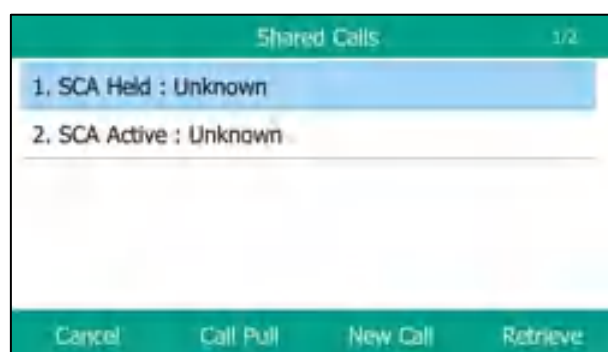 Shared Calls 1/2
1. SCA Held : Unknown
2. SCA Active : Unknown
Cancel Call Pull New Call Retrieve